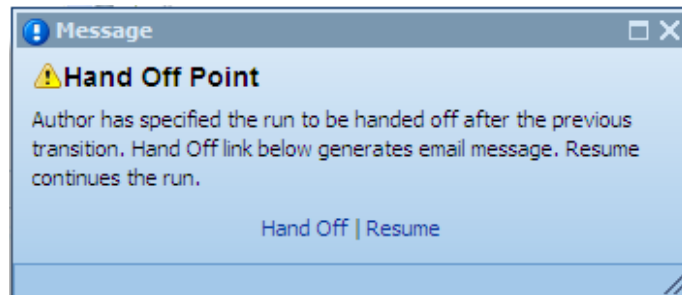 Message
Hand Off Point
Author has specified the run to be handed off after the previous
transition. Hand Off link below generates email message. Resume
continues the run.
Hand Off | Resume